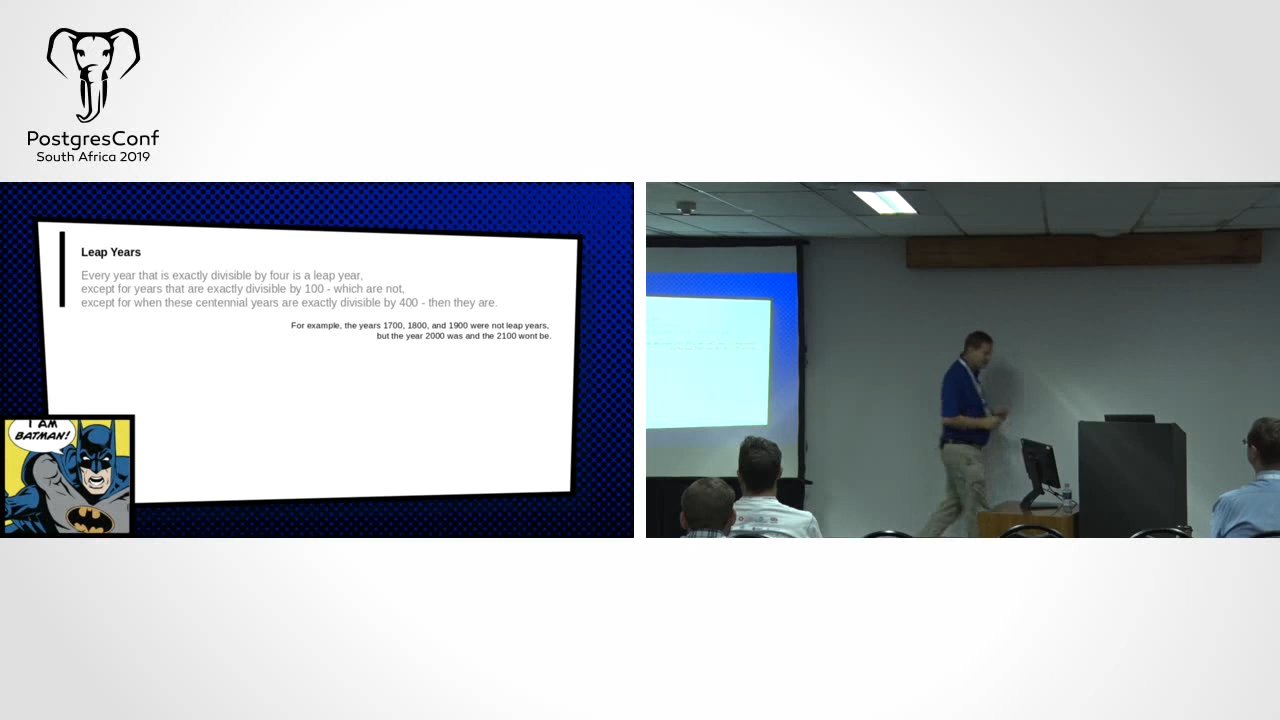 PostgresConf
South Africa 2019
Leap Years
Every year that is exactly divisible by four is a leap year,
except for years that are exactly divisible by 100 - which are not,
except for when these centennial years are exactly divisible by 400 - then they are.
For example, the years 1700, 1800, and 1900 were not leap years,
but the year 2000 was and the 2100 wont be.
I AM
BATMAN!